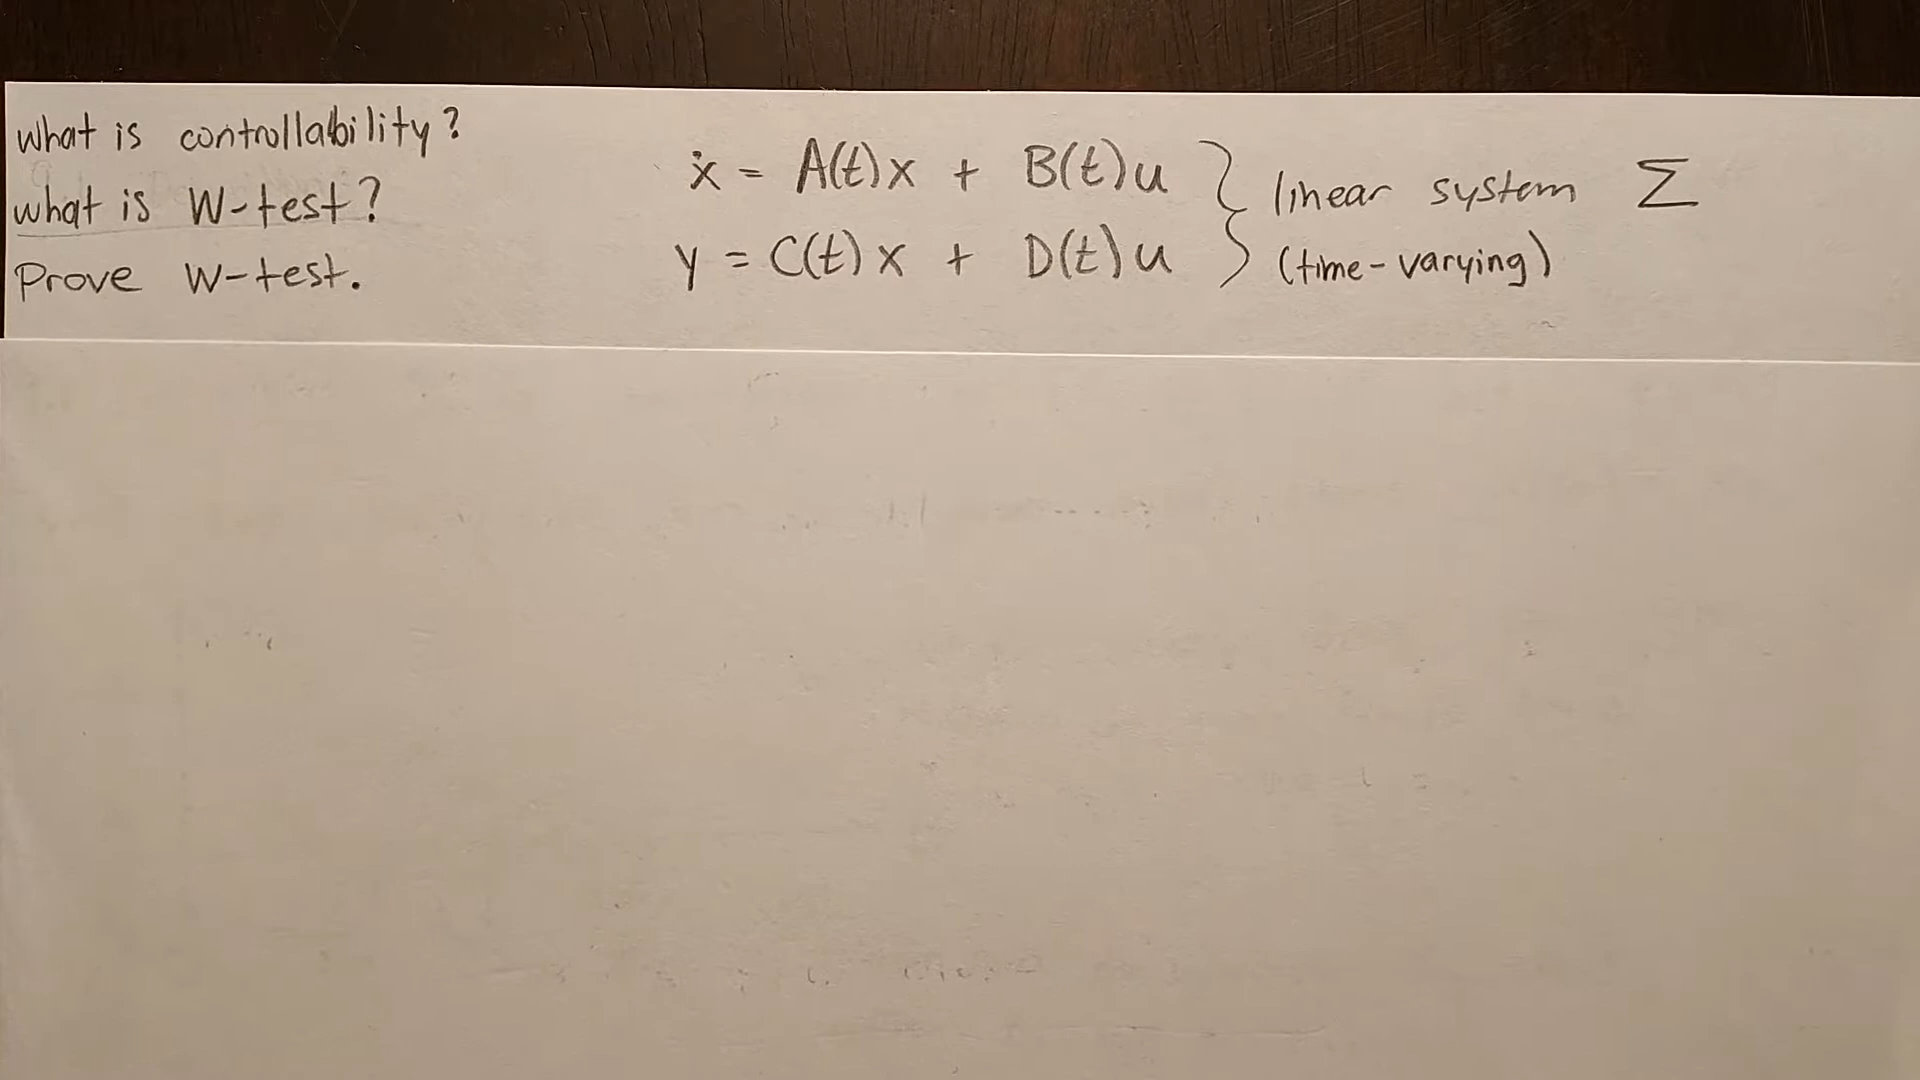 what is controllability?
what is W-test?
Prove W-test.
ẋ = A(t)x + B(t)u
y = C(t)x + D(t)u
linear system Σ
(time-varying)